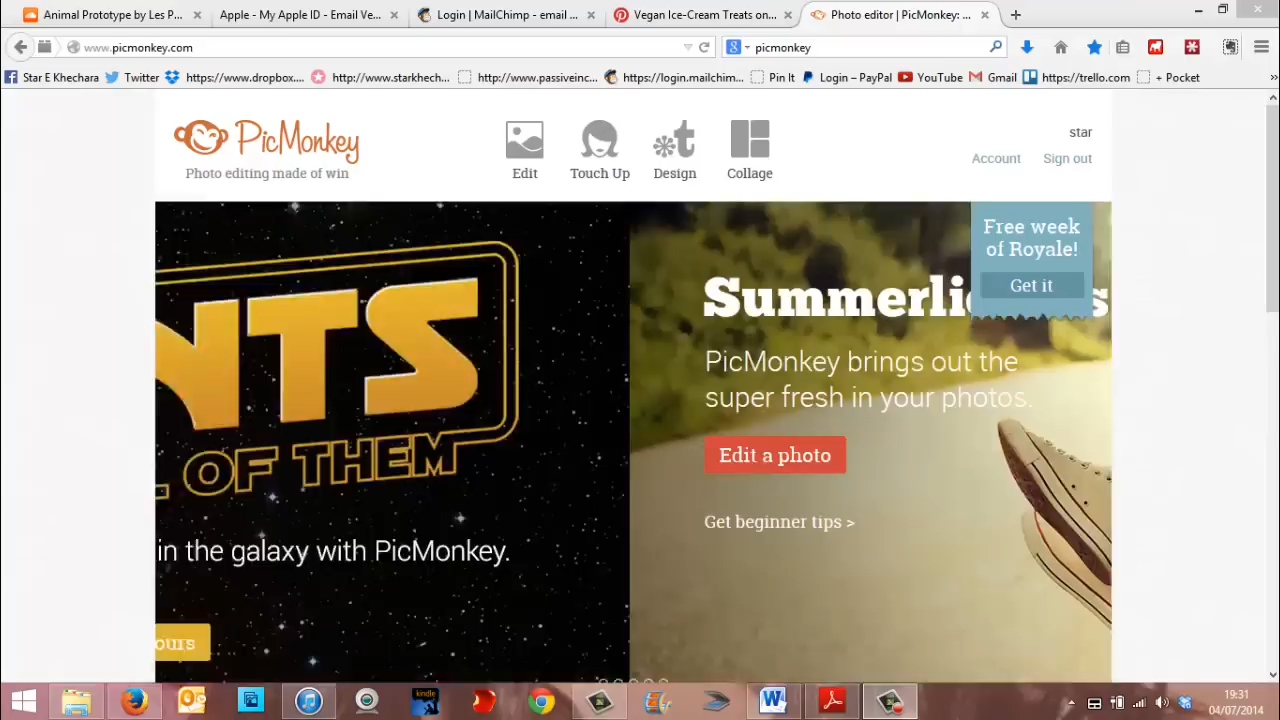 Animal Prototype by Les P...
Apple - My Apple ID - Email Ve...
Login | MailChimp - email ...
Vegan Ice-Cream Treats on...
Photo editor | PicMonkey: ...
www.picmonkey.com
picmonkey
Star E Khechara
Twitter
https://www.dropbox....
http://www.starkhech...
http://www.passiveinc...
https://login.mailchim...
Pin It
Login – PayPal
YouTube
Gmail
https://trello.com
+ Pocket
PicMonkey
Photo editing made of win
Edit
Touch Up
Design
Collage
star
Account
Sign out
NTS
OF THEM
in the galaxy with PicMonkey.
ours
Free week
of Royale!
Get it
PicMonkey brings out the
super fresh in your photos.
Edit a photo
Get beginner tips >
kindle
19:31
04/07/2014